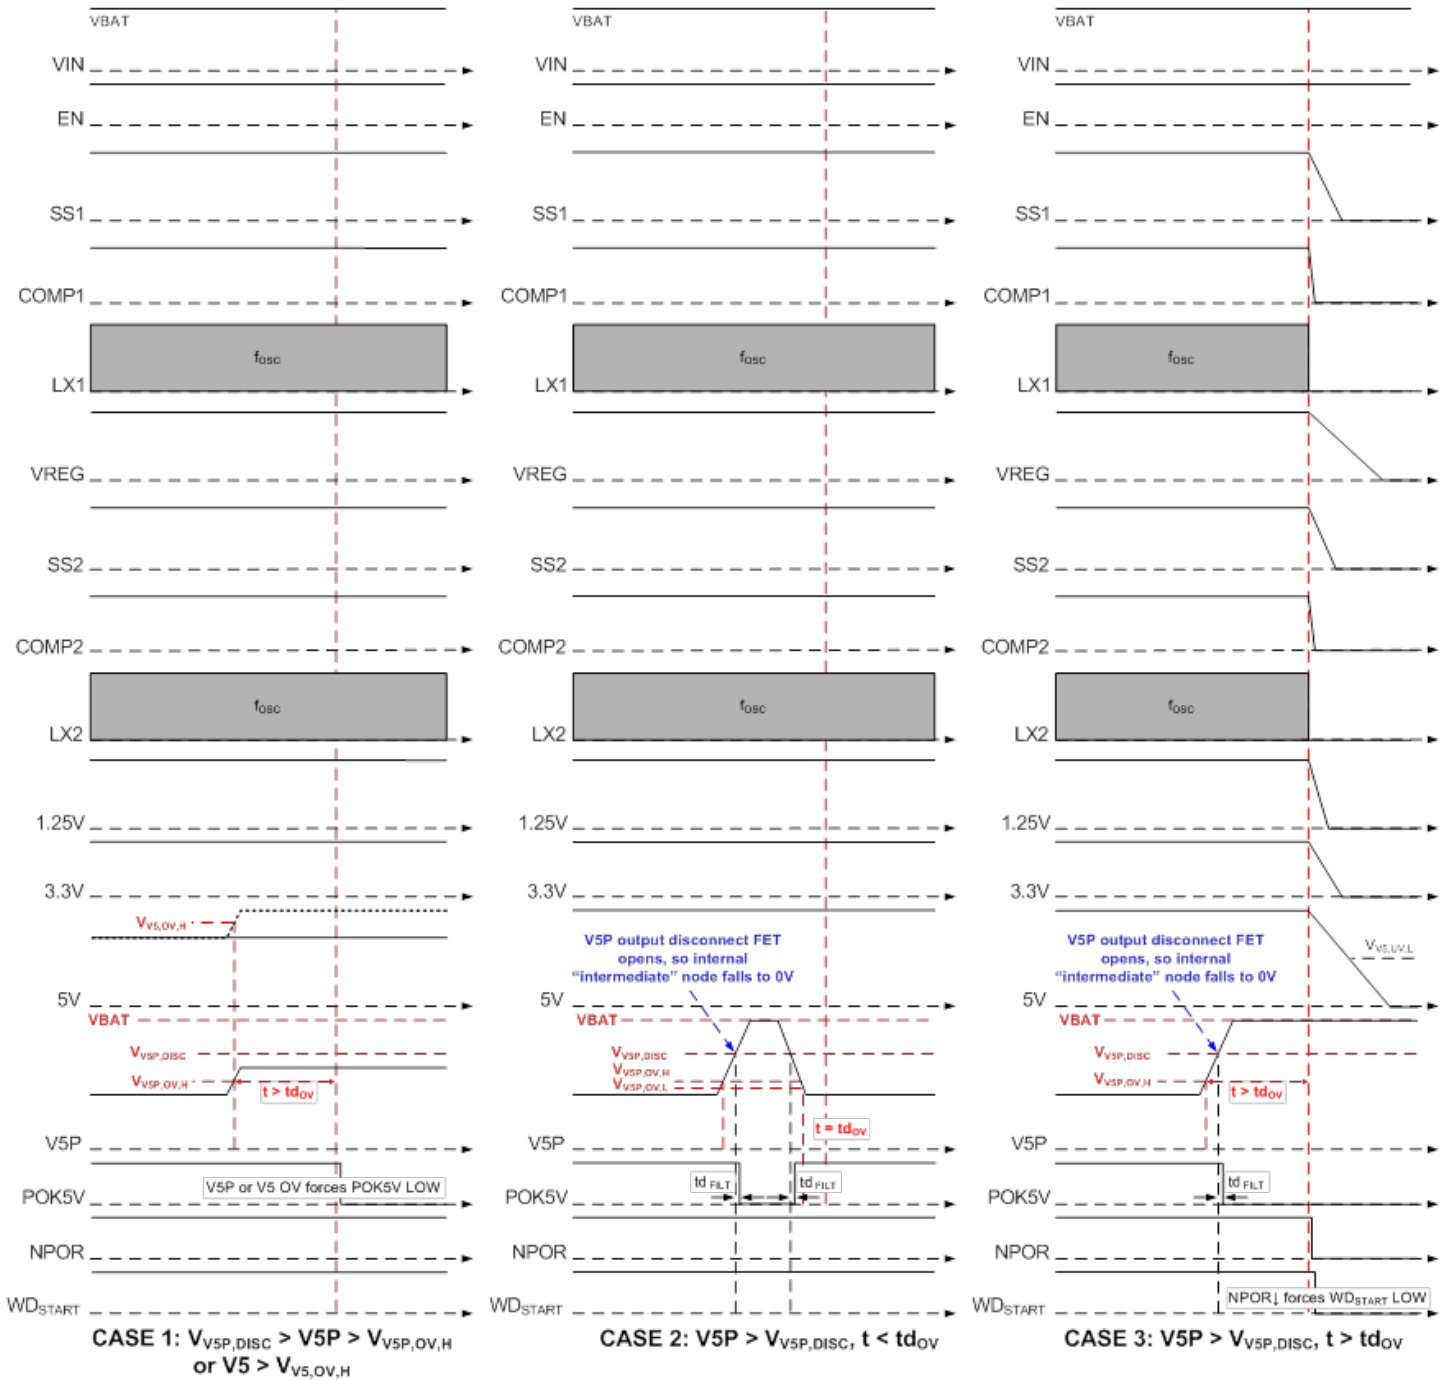 VBAT
VIN
EN
SS1
COMP1
fOSC
LX1
VREG
SS2
COMP2
fOSC
LX2
1.25V
3.3V
VV5,OV,H
5V
VBAT
VV5P,DISC
VV5P,OV,H
t > tdOV
V5P
V5P or V5 OV forces POK5V LOW
POK5V
NPOR
WDSTART
CASE 1: VV5P,DISC > V5P > VV5P,OV,H
or V5 > VV5,OV,H
VBAT
VIN
EN
SS1
COMP1
fOSC
LX1
VREG
SS2
COMP2
fOSC
LX2
1.25V
3.3V
V5P output disconnect FET
opens, so internal
“intermediate” node falls to 0V
5V
VBAT
VV5P,DISC
VV5P,OV,H
VV5P,OV,L
t = tdOV
V5P
tdFILT
tdFILT
POK5V
NPOR
WDSTART
CASE 2: V5P > VV5P,DISC, t < tdOV
VBAT
VIN
EN
SS1
COMP1
fOSC
LX1
VREG
SS2
COMP2
fOSC
LX2
1.25V
3.3V
V5P output disconnect FET
opens, so internal
“intermediate” node falls to 0V
VV5,UV,L
5V
VBAT
VV5P,DISC
VV5P,OV,H
t > tdOV
V5P
tdFILT
POK5V
NPOR
NPOR↓ forces WDSTART LOW
WDSTART
CASE 3: V5P > VV5P,DISC, t > tdOV